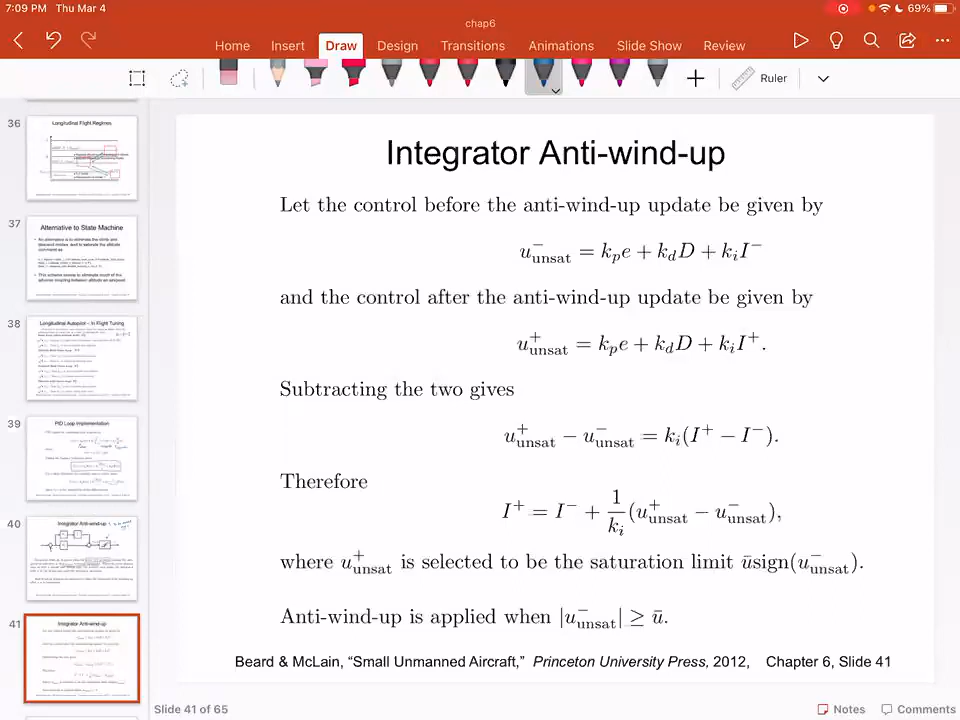 7:09 PM Thu Mar 4
69%
chap6
Home Insert Draw Design Transitions Animations Slide Show Review
Ruler
36
Longitudinal Flight Regimes
37
Alternative to State Machine
38
Longitudinal Autopilot – In Flight Tuning
39
PID Loop Implementation
40
Integrator Anti-wind-up
41
Integrator Anti-wind-up
Integrator Anti-wind-up
Let the control before the anti-wind-up update be given by
u⁻_unsat = k_p e + k_d D + k_i I⁻
and the control after the anti-wind-up update be given by
u⁺_unsat = k_p e + k_d D + k_i I⁺.
Subtracting the two gives
u⁺_unsat − u⁻_unsat = k_i(I⁺ − I⁻).
Therefore
I⁺ = I⁻ + 1/k_i (u⁺_unsat − u⁻_unsat),
where u⁺_unsat is selected to be the saturation limit ūsign(u⁻_unsat).
Anti-wind-up is applied when |u⁻_unsat| ≥ ū.
Beard & McLain, “Small Unmanned Aircraft,” Princeton University Press, 2012, Chapter 6, Slide 41
Slide 41 of 65
Notes Comments